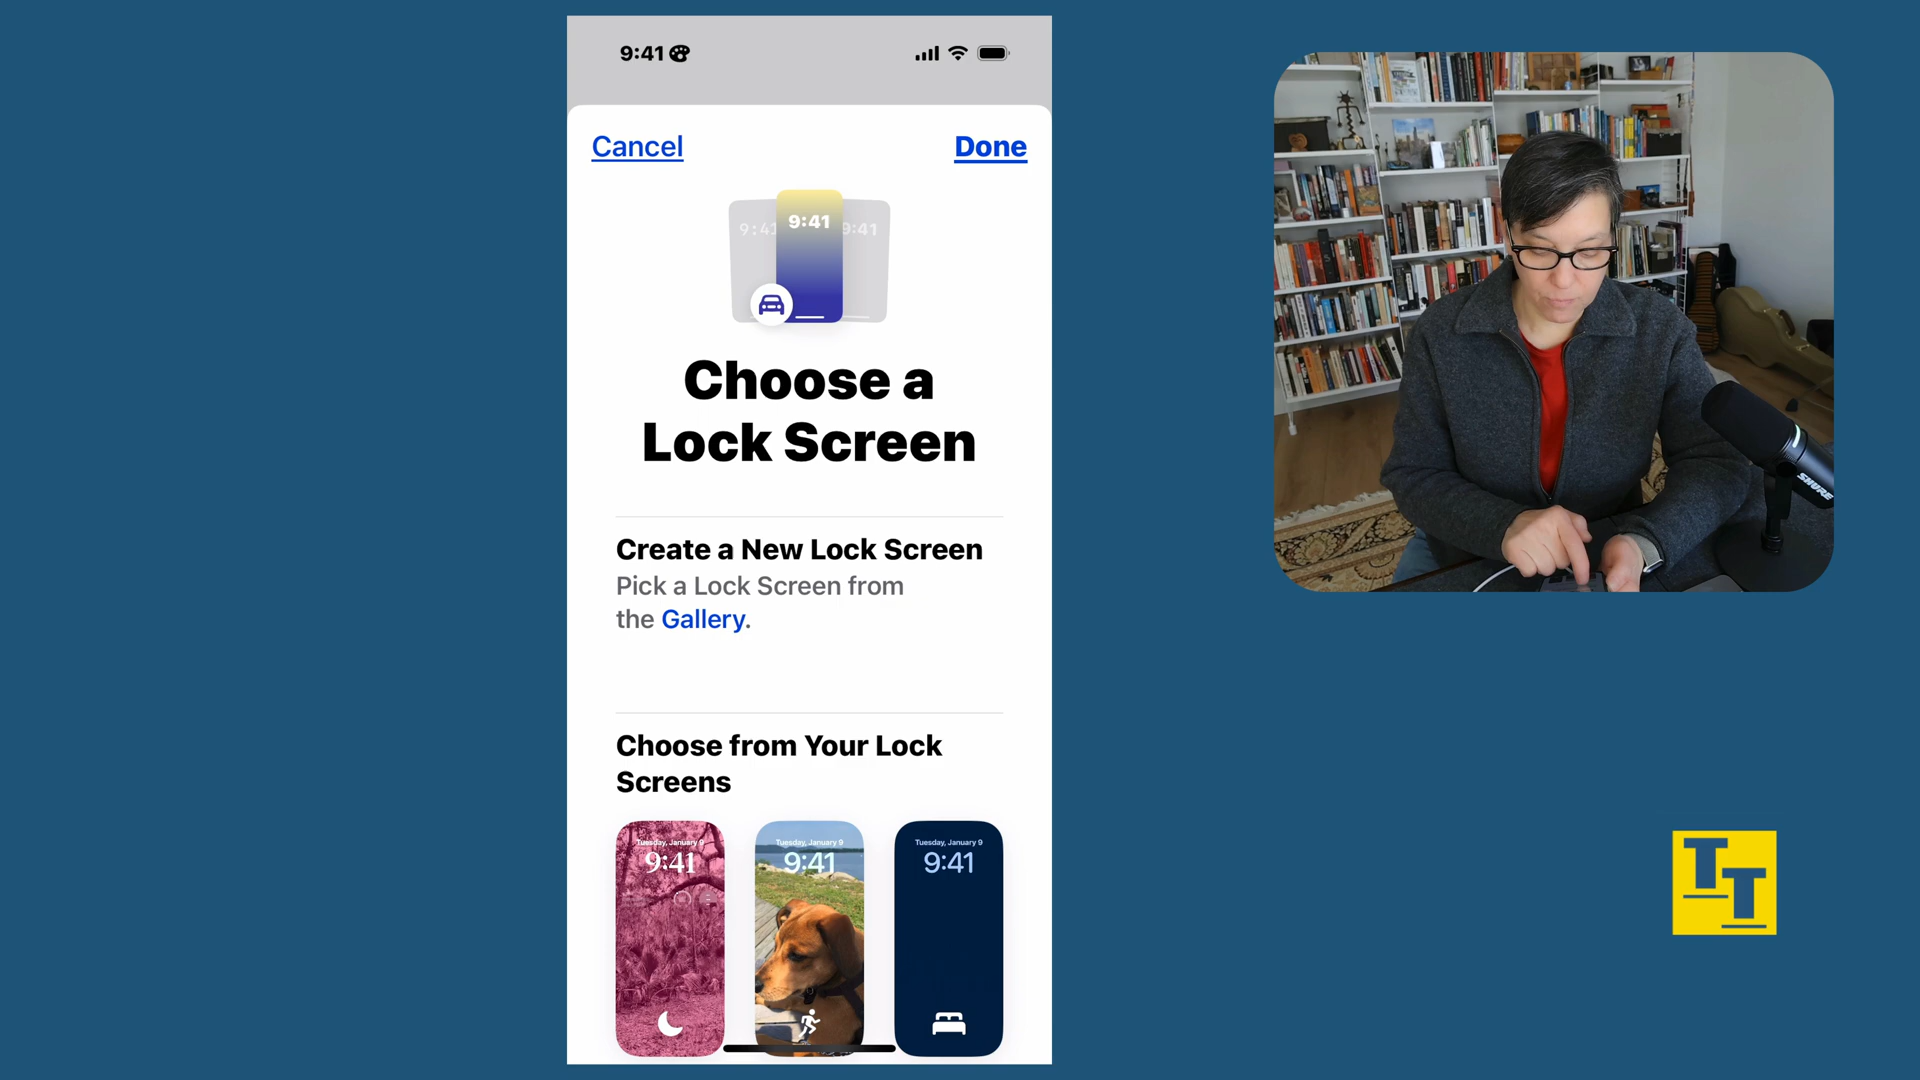 9:41
Cancel
Done
9:41
9:41
9:41
Choose a
Lock Screen
Create a New Lock Screen
Pick a Lock Screen from
the Gallery.
Choose from Your Lock
Screens
Tuesday, January 9
9:41
Tuesday, January 9
9:41
Tuesday, January 9
9:41
SHURE
TT